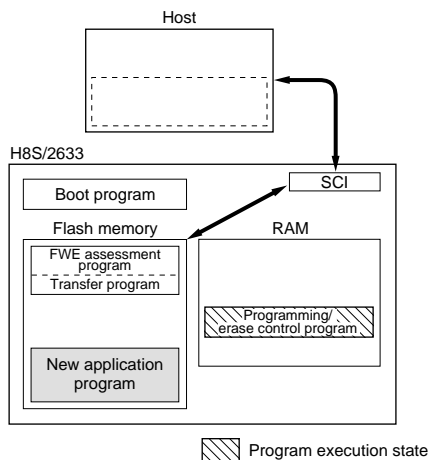 Host
H8S/2633
SCI
Boot program
Flash memory
RAM
FWE assessment
program
Transfer program
Programming/
erase control program
New application
program
Program execution state